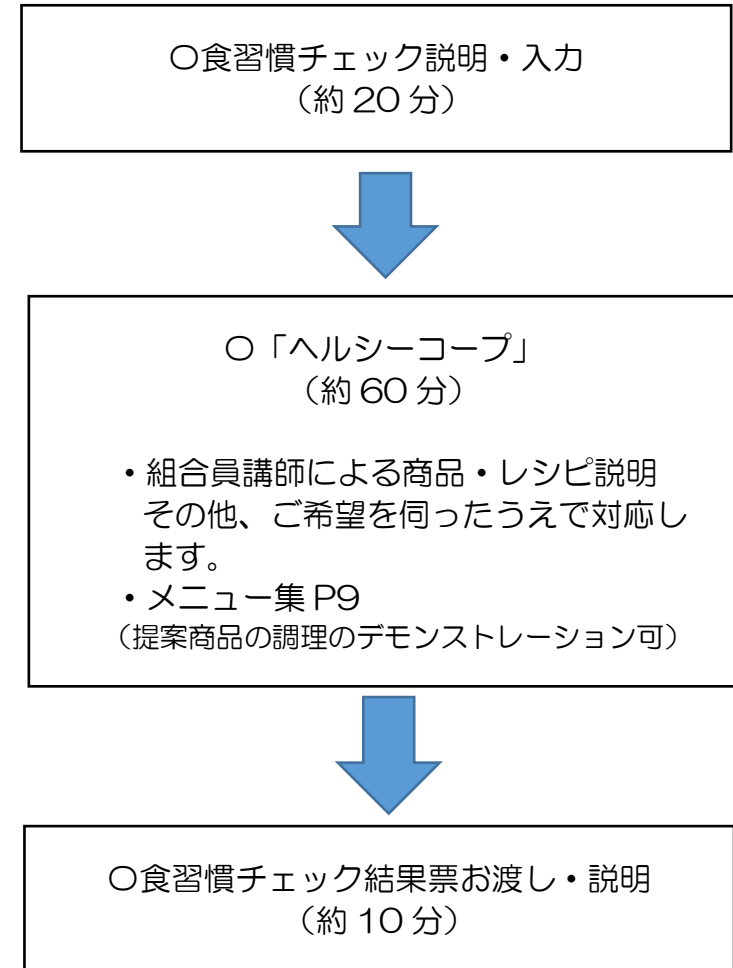 〇食習慣チェック説明・入力
（約 20 分）
〇「ヘルシーコープ」
（約 60 分）
・組合員講師による商品・レシピ説明
その他、ご希望を伺ったうえで対応し
ます。
・メニュー集 P9
（提案商品の調理のデモンストレーション可）
〇食習慣チェック結果票お渡し・説明
（約 10 分）